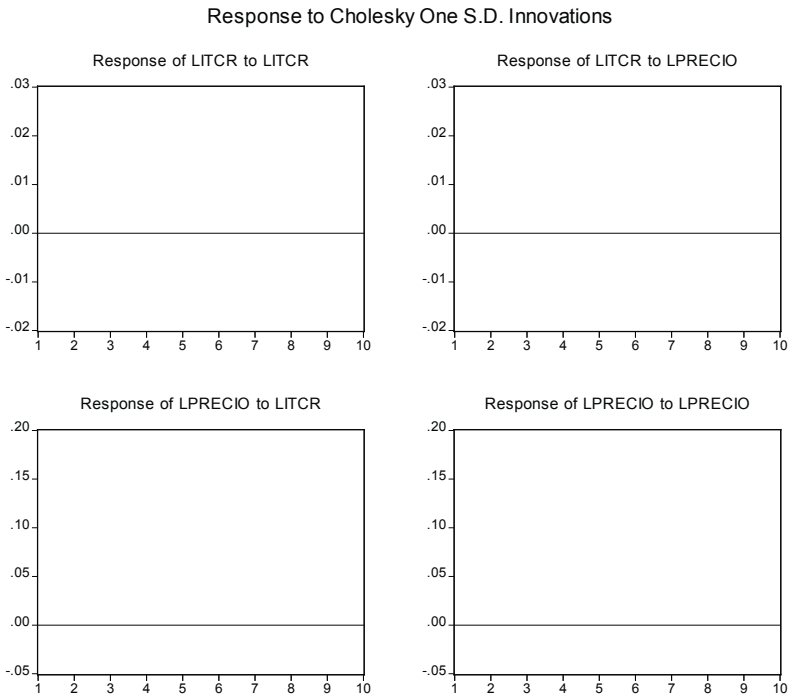 Response to Cholesky One S.D. Innovations
Response of LITCR to LITCR
.03
.02
.01
.00
-.01
-.02
1 2 3 4 5 6 7 8 9 10
Response of LITCR to LPRECIO
.03
.02
.01
.00
-.01
-.02
1 2 3 4 5 6 7 8 9 10
Response of LPRECIO to LITCR
.20
.15
.10
.05
.00
-.05
1 2 3 4 5 6 7 8 9 10
Response of LPRECIO to LPRECIO
.20
.15
.10
.05
.00
-.05
1 2 3 4 5 6 7 8 9 10